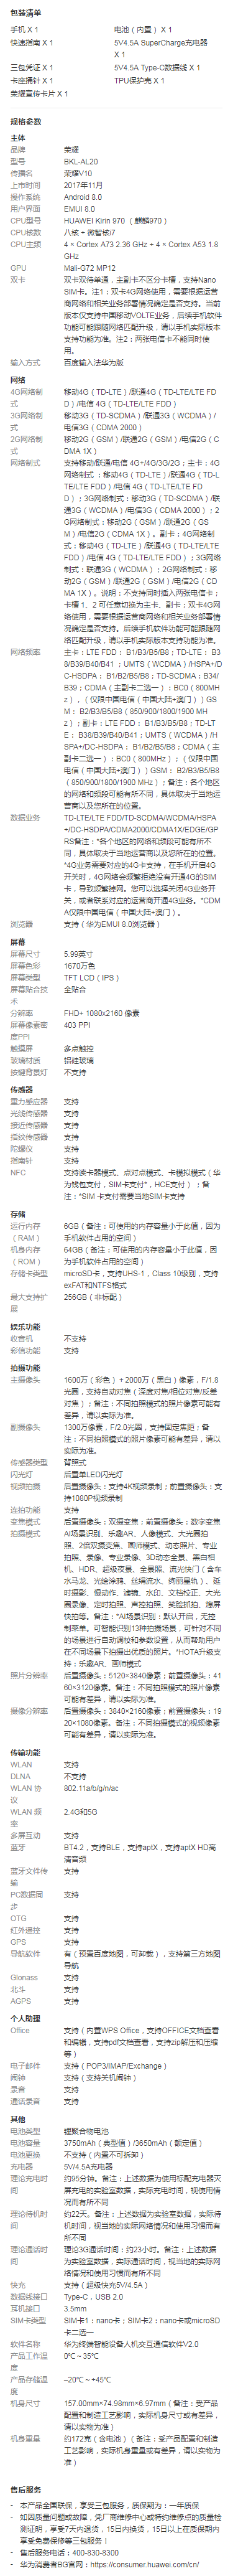 包装清单
手机 X 1
电池（内置） X 1
快速指南 X 1
5V4.5A SuperCharge充电器 X 1
三包凭证 X 1
5V4.5A Type-C数据线 X 1
卡座捅针 X 1
TPU保护壳 X 1
荣耀宣传卡片 X 1
规格参数
主体
品牌
荣耀
型号
BKL-AL20
传播名
荣耀V10
上市时间
2017年11月
操作系统
Android 8.0
用户界面
EMUI 8.0
CPU型号
HUAWEI Kirin 970 （麒麟970）
CPU核数
八核 + 微智核i7
CPU主频
4 × Cortex A73 2.36 GHz + 4 × Cortex A53 1.8 GHz
GPU
Mali-G72 MP12
双卡
双卡双待单通，主副卡不区分卡槽，支持Nano SIM卡。注1：双卡4G网络使用，需要根据运营商网络和相关业务部署情况确定是否支持。当前版本仅支持中国移动VOLTE业务，后续手机软件功能可能跟随网络匹配升级，请以手机实际版本支持功能为准。注2：两张电信卡不能同时使用。
输入方式
百度输入法华为版
网络
4G网络制式
移动4G（TD-LTE）/联通4G（TD-LTE/LTE FDD）/电信 4G（TD-LTE/LTE FDD）
3G网络制式
移动3G（TD-SCDMA）/联通3G（WCDMA）/电信3G（CDMA 2000）
2G网络制式
移动2G（GSM）/联通2G（GSM）/电信2G（CDMA 1X）
网络制式
支持移动/联通/电信 4G+/4G/3G/2G；主卡：4G网络制式 ：移动4G（TD-LTE）/联通4G（TD-LTE/LTE FDD）/电信 4G（TD-LTE/LTE FDD）；3G网络制式：移动3G（TD-SCDMA）/联通3G（WCDMA）/电信3G（CDMA 2000）；2G网络制式：移动2G（GSM）/联通2G（GSM）/电信2G（CDMA 1X）。副卡：4G网络制式：移动4G（TD-LTE）/联通4G（TD-LTE/LTE FDD）/电信 4G（TD-LTE/LTE FDD）；3G网络制式：联通3G（WCDMA）；2G网络制式：移动2G（GSM）/联通2G（GSM）/电信2G（CDMA 1X）。说明：不支持同时插入两张电信卡；卡槽 1、2 可任意切换为主卡、副卡；双卡4G网络使用，需要根据运营商网络和相关业务部署情况确定是否支持。后续手机软件功能可能跟随网络匹配升级，请以手机实际版本支持功能为准。
网络频率
主卡：LTE FDD： B1/B3/B5/B8；TD-LTE： B38/B39/B40/B41；UMTS（WCDMA）/HSPA+/DC-HSDPA： B1/B2/B5/B8；TD-SCDMA：B34/B39；CDMA（主副卡二选一）：BC0（800MHz），（仅限中国电信（中国大陆+澳门））GSM： B2/B3/B5/B8（850/900/1800/1900 MHz）；副卡：LTE FDD： B1/B3/B5/B8；TD-LTE： B38/B39/B40/B41；UMTS（WCDMA）/HSPA+/DC-HSDPA： B1/B2/B5/B8；CDMA（主副卡二选一）：BC0（800MHz）；（仅限中国电信（中国大陆+澳门））GSM：B2/B3/B5/B8（850/900/1800/1900 MHz）；备注：各个地区的网络和频段可能有所不同，具体取决于当地运营商以及您所在的位置。
数据业务
TD-LTE/LTE FDD/TD-SCDMA/WCDMA/HSPA+/DC-HSDPA/CDMA2000/CDMA1X/EDGE/GPRS备注：*各个地区的网络和频段可能有所不同，具体取决于当地运营商以及您所在的位置。*4G业务需要对应的4G卡支持，在手机开启4G开关时，4G网络会频繁拒绝没有开通4G的SIM卡，导致频繁掉网。您可以选择关闭4G业务开关，或者联系对应的运营商开通4G业务。*CDMA仅限中国电信（中国大陆+澳门）。
浏览器
支持（华为EMUI 8.0浏览器）
屏幕
屏幕尺寸
5.99英寸
屏幕色彩
1670万色
屏幕类型
TFT LCD（IPS）
屏幕贴合技术
全贴合
分辨率
FHD+ 1080x2160 像素
屏幕像素密度PPI
403 PPI
触摸屏
多点触控
玻璃材质
铝硅玻璃
按键背景灯
不支持
传感器
重力感应器
支持
光线传感器
支持
接近传感器
支持
指纹传感器
支持
陀螺仪
支持
指南针
支持
NFC
支持读卡器模式、点对点模式、卡模拟模式（华为钱包支付，SIM卡支付*，HCE支付） ；备注：*SIM 卡支付需要当地SIM卡支持
存储
运行内存（RAM）
6GB（备注：可使用的内存容量小于此值，因为手机软件占用的空间）
机身内存（ROM）
64GB（备注：可使用的内存容量小于此值，因为手机软件占用的空间）
存储卡类型
microSD卡，支持UHS-1，Class 10级别，支持exFAT和NTFS格式
最大支持扩展
256GB（非标配）
娱乐功能
收音机
不支持
彩信功能
支持
拍摄功能
主摄像头
1600万（彩色）＋2000万（黑白）像素，F/1.8光圈，支持自动对焦（深度对焦/相位对焦/反差对焦）；备注：不同拍照模式的照片像素可能有差异，请以实际为准。
副摄像头
1300万像素，F/2.0光圈，支持固定焦距；备注：不同拍照模式的照片像素可能有差异，请以实际为准。
传感器类型
背照式
闪光灯
后置单LED闪光灯
视频拍摄
后置摄像头：支持4K视频录制；前置摄像头：支持1080P视频录制
连拍功能
支持
变焦模式
后置摄像头：双摄变焦；前置摄像头：数字变焦
拍摄模式
AI场景识别、乐趣AR、人像模式、大光圈拍照、2倍双摄变焦、画师模式、动态照片、专业拍照、录像、专业录像、3D动态全景、黑白相机、HDR、超级夜景、全景照、流光快门（含车水马龙、光绘涂鸦、丝绢流水、绚丽星轨）、延时摄影、慢动作、滤镜、水印、文档校正、大光圈录像、定时拍照、声控拍照、笑脸抓拍、熄屏快拍等。备注：*AI场景识别：默认开启，无控制菜单。可智能识别13种拍摄场景，可针对不同的场景进行自动调校和参数设置，从而帮助用户在不同场景下拍摄出优质的照片。*HOTA升级支持：乐趣AR、画师模式
照片分辨率
后置摄像头：5120×3840像素；前置摄像头：4160×3120像素。备注：不同拍照模式的照片像素可能有差异，请以实际为准。
摄像分辨率
后置摄像头：3840×2160像素；前置摄像头：1920×1080像素。备注：不同拍摄模式的视频像素可能有差异，请以实际为准。
传输功能
WLAN
支持
DLNA
不支持
WLAN 协议
802.11a/b/g/n/ac
WLAN 频率
2.4G和5G
多屏互动
支持
蓝牙
BT4.2，支持BLE，支持aptX，支持aptX HD高清音频
蓝牙文件传输
支持
PC数据同步
支持
OTG
支持
红外遥控
支持
GPS
支持
导航软件
有（预置百度地图，可卸载），支持第三方地图导航
Glonass
支持
北斗
支持
AGPS
支持
个人助理
Office
支持（内置WPS Office，支持OFFICE文档查看和编辑，支持pdf文档查看，支持zip解压和压缩等）
电子邮件
支持（POP3/IMAP/Exchange）
闹钟
支持（支持关机闹钟）
录音
支持
通话录音
支持
其他
电池类型
锂聚合物电池
电池容量
3750mAh（典型值）/3650mAh（额定值）
电池更换
不支持（内置不可拆卸）
充电器
5V/4.5A充电器
理论充电时间
约95分钟。备注：上述数据为使用标配充电器灭屏充电的实验室数据，实际充电时间，视使用情况而有所不同
理论待机时间
约22天。备注：上述数据为实验室数据，实际待机时间，视当地的实际网络情况和使用习惯而有所不同
理论通话时间
理论3G通话时间：约23小时。备注：上述数据为实验室数据，实际通话时间，视当地的实际网络情况和使用习惯而有所不同
快充
支持（超级快充5V/4.5A）
数据线接口
Type-C，USB 2.0
耳机接口
3.5mm
SIM卡类型
SIM卡1：nano卡；SIM卡2：nano卡或microSD卡二选一
软件名称
华为终端智能设备人机交互通信软件V2.0
产品工作温度
0℃～35℃
产品存储温度
–20℃～+45℃
机身尺寸
157.00mm×74.98mm×6.97mm（备注：受产品配置和制造工艺影响，实际机身尺寸或有差异，请以实物为准）
机身重量
约172克（含电池）（备注：受产品配置和制造工艺影响，实际机身重量或有差异，请以实物为准）
售后服务
- 本产品全国联保，享受三包服务，质保期为：一年质保
- 如因质量问题或故障，凭厂商维修中心或特约维修点的质量检测证明，享受7天内退货，15日内换货，15日以上在质保期内享受免费保修等三包服务！
- 售后服务电话：400-830-8300
- 华为消费者BG官网：https://consumer.huawei.com/cn/